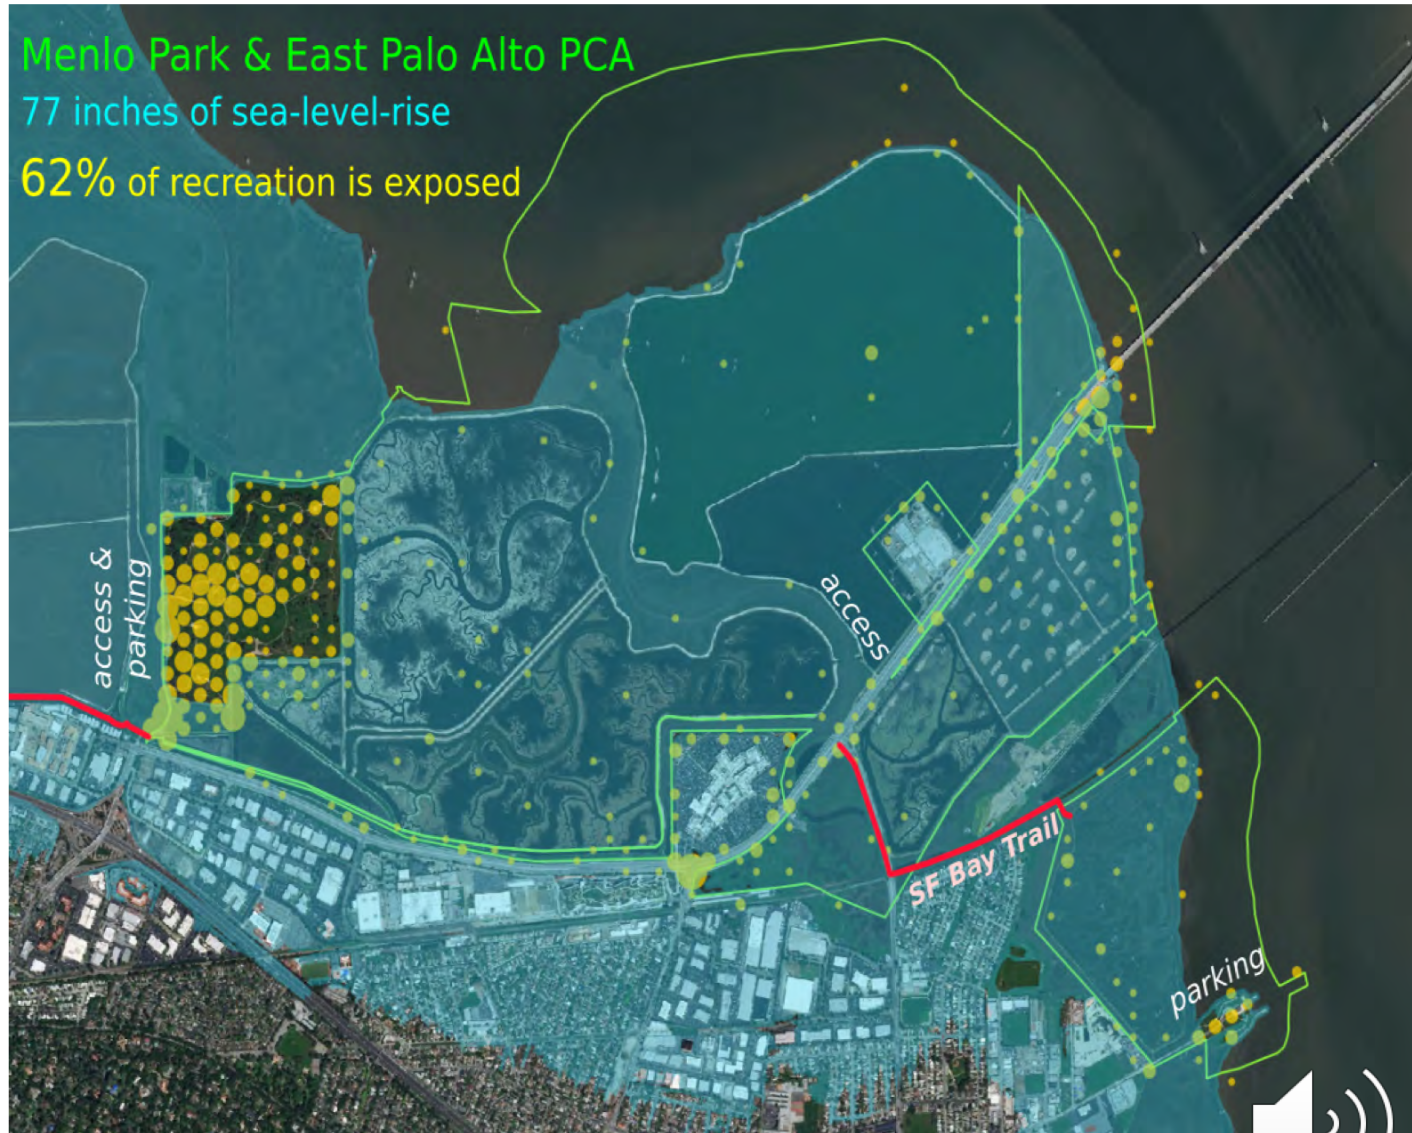 Menlo Park & East Palo Alto PCA
77 inches of sea-level-rise
62% of recreation is exposed
access &
parking
access
SF Bay Trail
parking